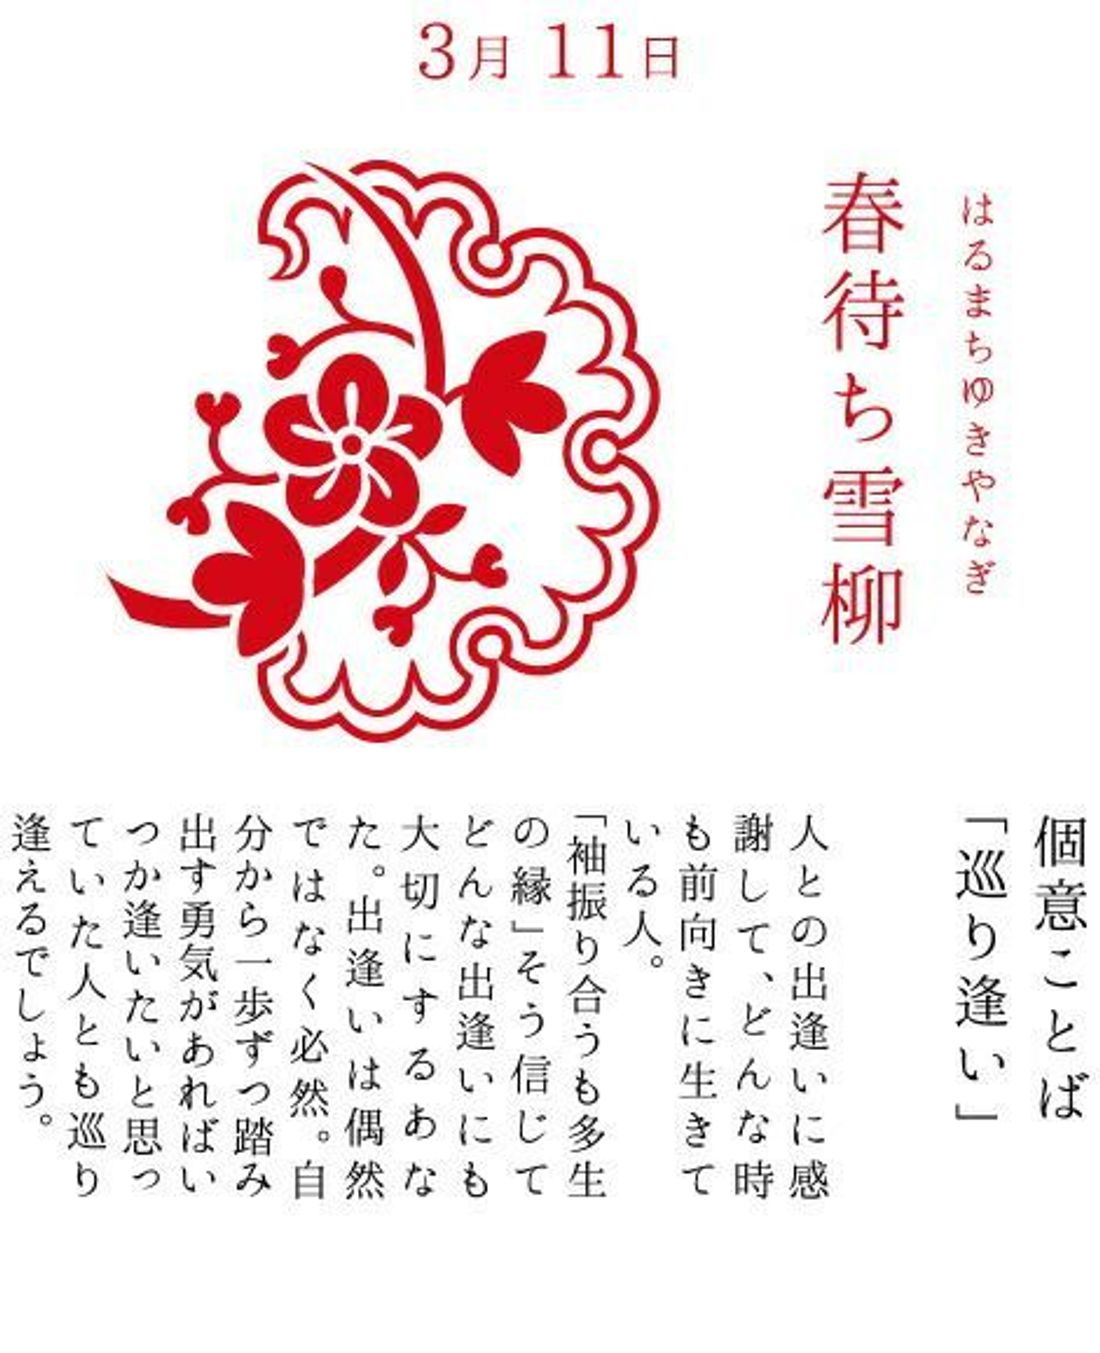 3月11日
はるまちゆきやなぎ
春待ち雪柳
個意ことば
「巡り逢い」
人との出逢いに感
謝して、どんな時
も前向きに生きて
いる人。
「袖振り合うも多生
の縁」そう信じて
どんな出逢いにも
大切にするあな
た。出逢いは偶然
ではなく必然。自
分から一歩ずつ踏み
出す勇気があればい
つか逢いたいと思っ
ていた人とも巡り
逢えるでしょう。